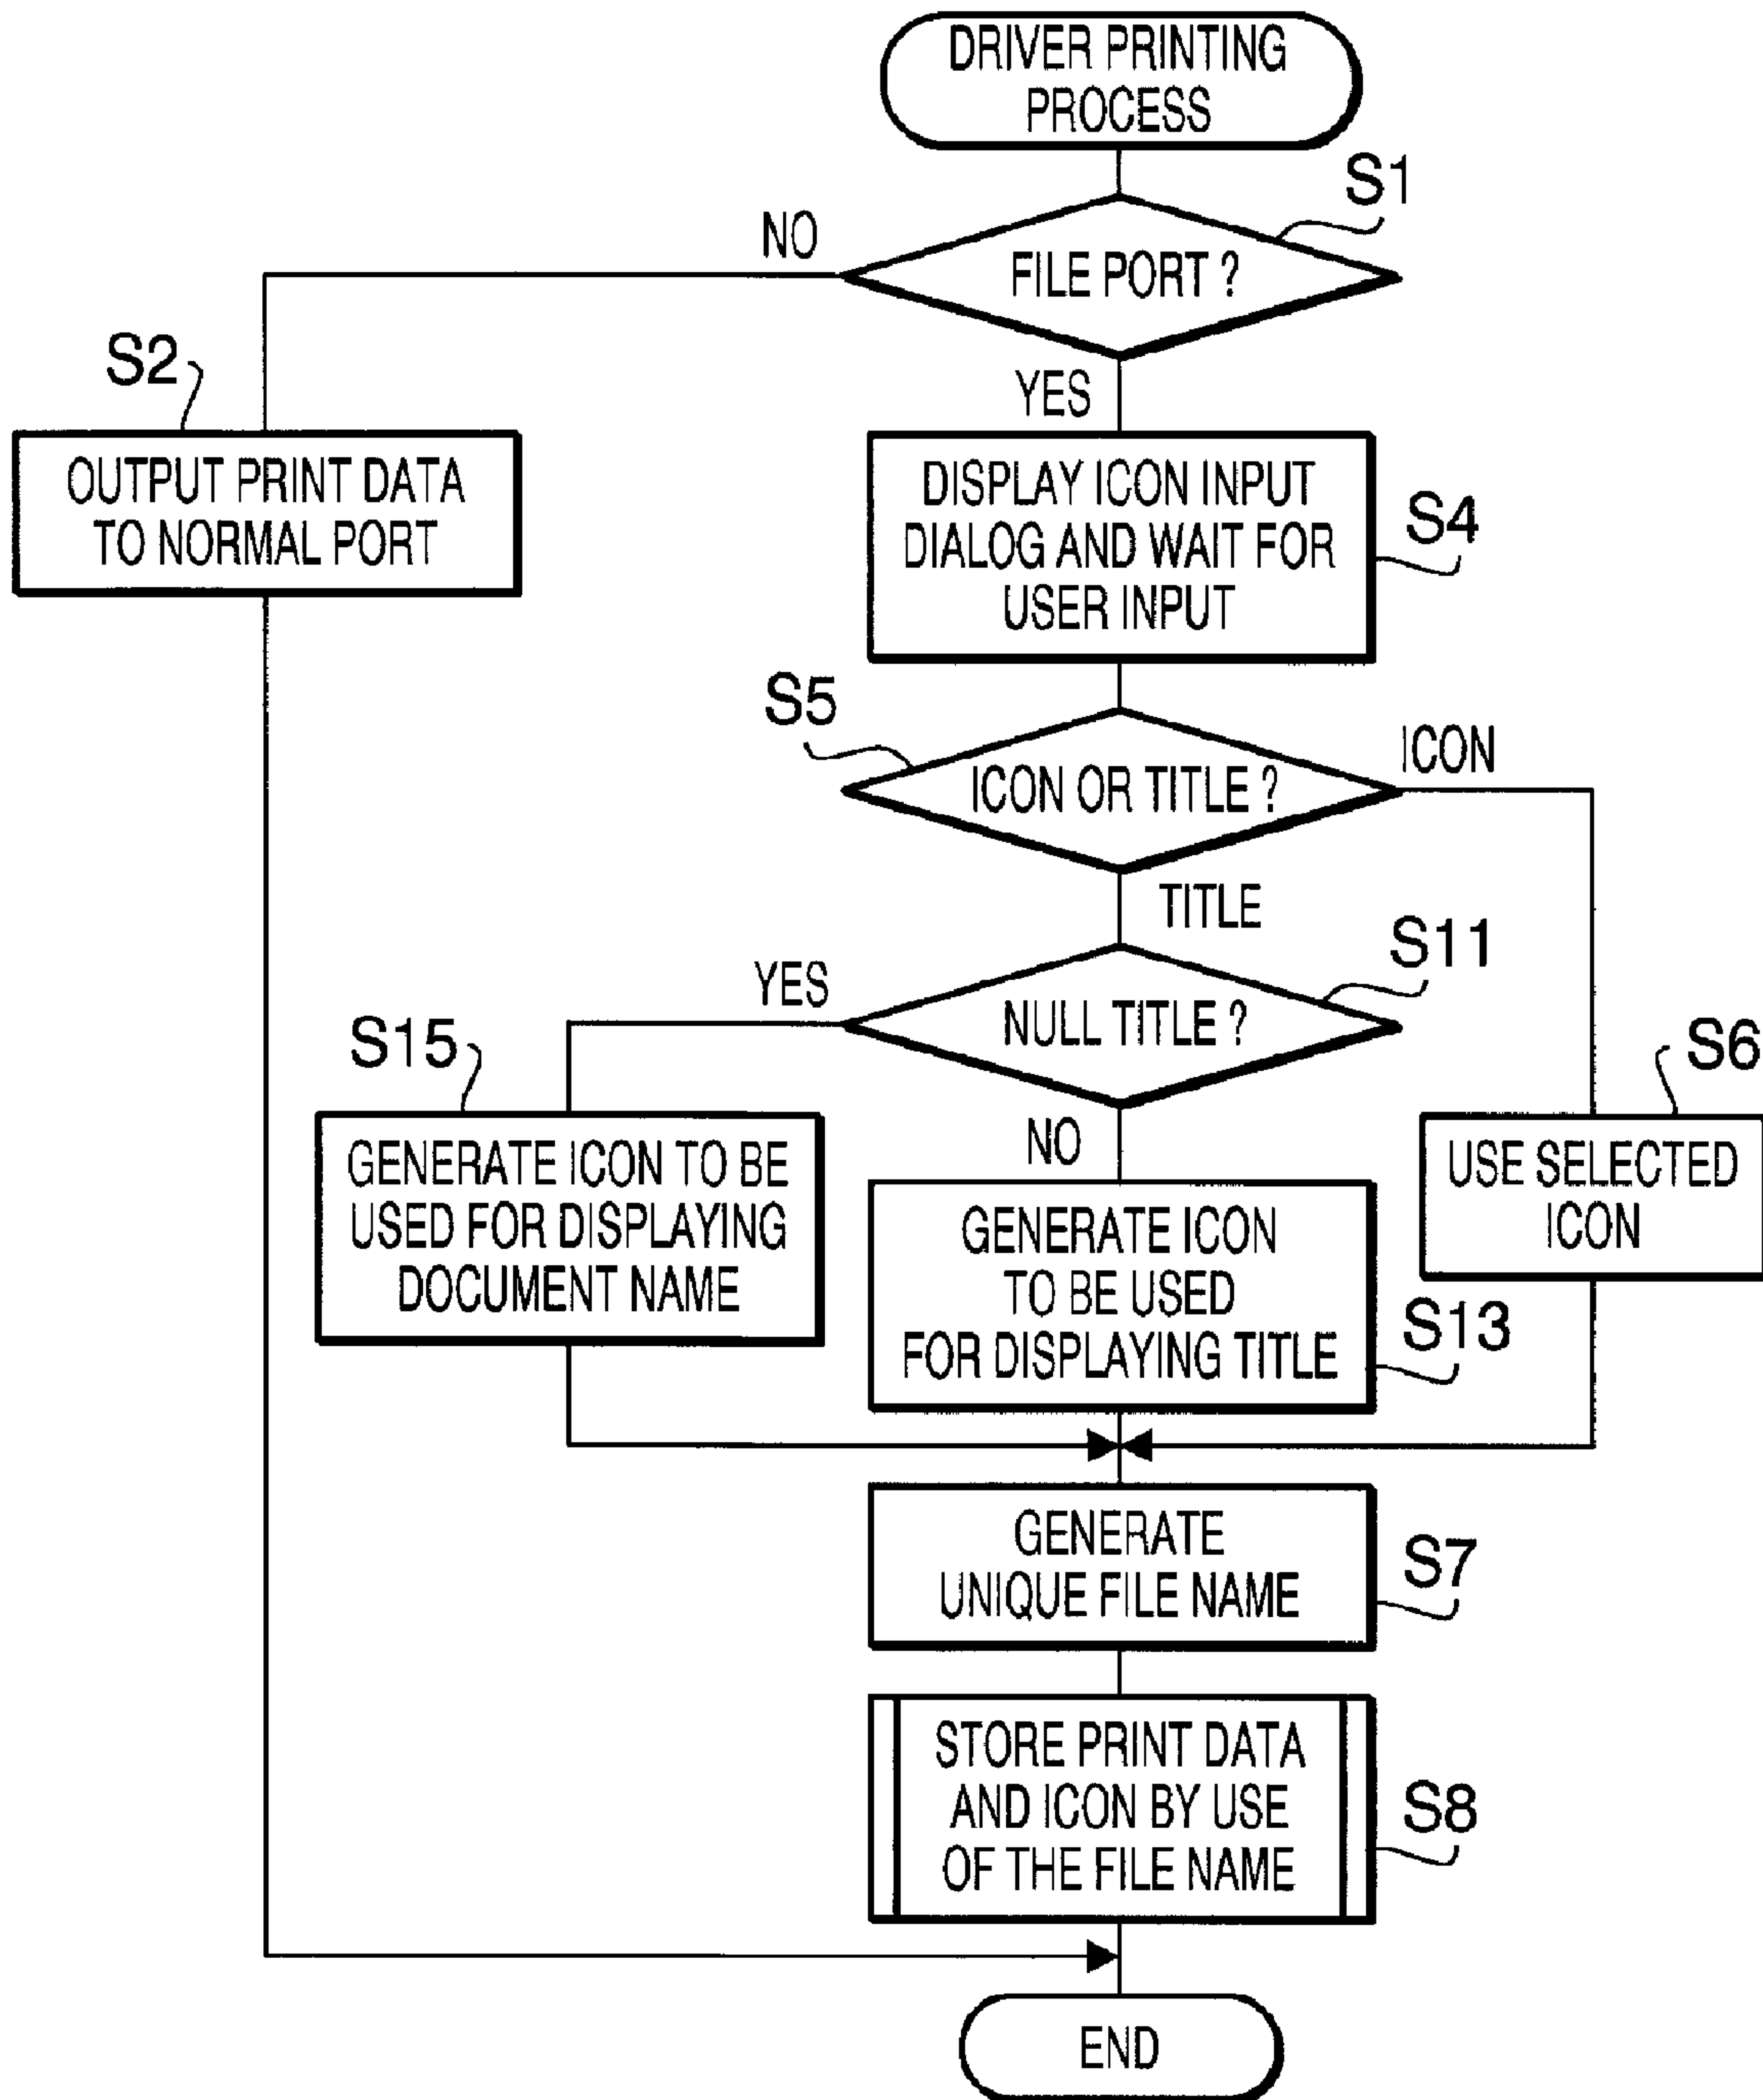 DRIVER PRINTING
PROCESS
S1
NO
FILE PORT ?
S2
YES
OUTPUT PRINT DATA
TO NORMAL PORT
DISPLAY ICON INPUT
DIALOG AND WAIT FOR
USER INPUT
S4
S5
ICON
ICON OR TITLE ?
TITLE
S11
YES
NULL TITLE ?
S15
S6
NO
GENERATE ICON TO BE
USED FOR DISPLAYING
DOCUMENT NAME
USE SELECTED
ICON
GENERATE ICON
TO BE USED
FOR DISPLAYING TITLE
S13
GENERATE
UNIQUE FILE NAME
S7
STORE PRINT DATA
AND ICON BY USE
OF THE FILE NAME
S8
END